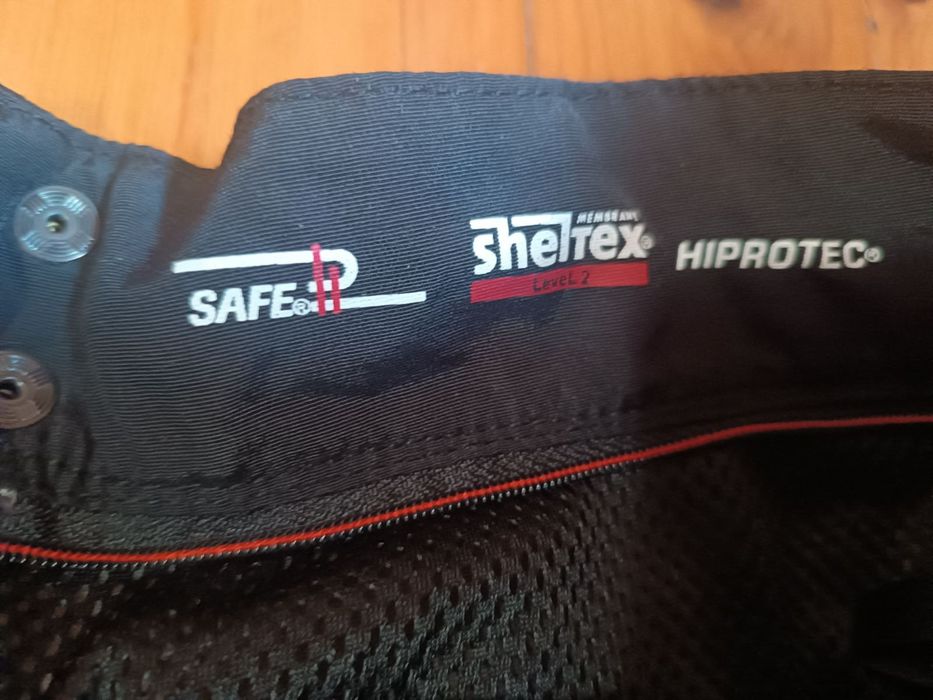 SAFE®
MEMBRANE
sheltex®
Level 2
HIPROTEC®